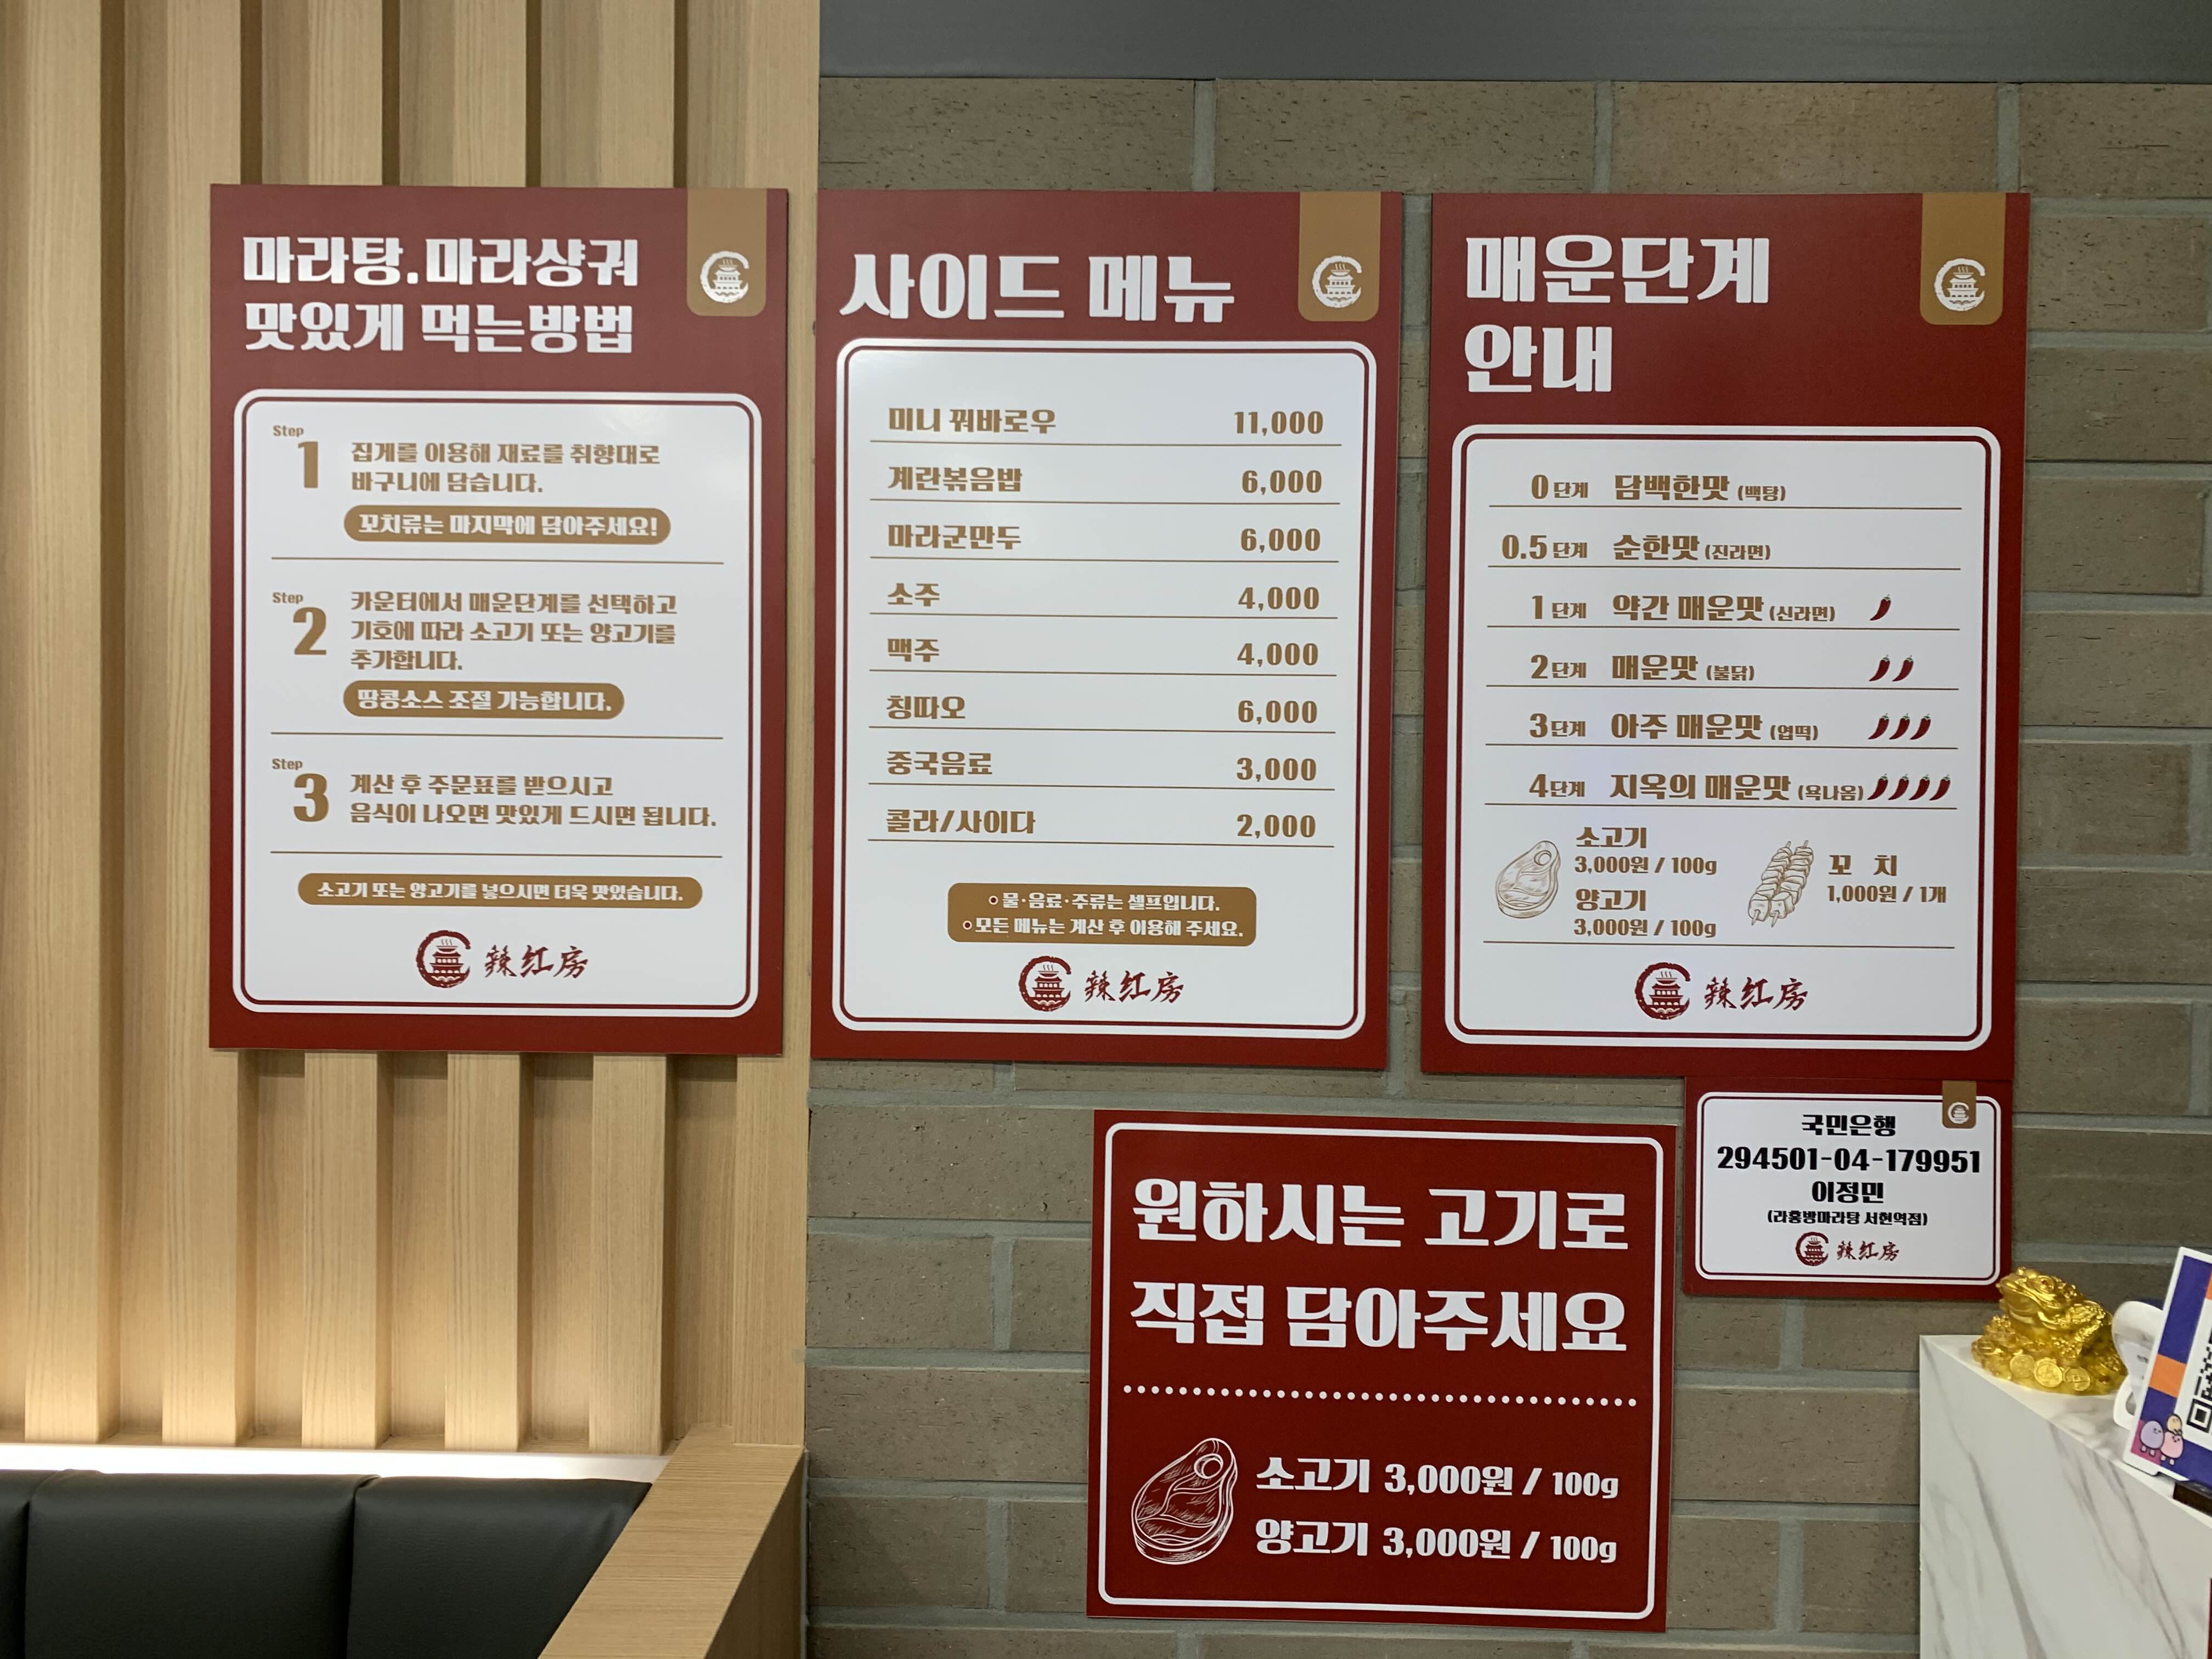 마라탕.마라샹궈
맛있게 먹는방법
Step
1
집게를 이용해 재료를 취향대로
바구니에 담습니다.
꼬치류는 마지막에 담아주세요!
Step
2
카운터에서 매운단계를 선택하고
기호에 따라 소고기 또는 양고기를
추가합니다.
땅콩소스 조절 가능합니다.
Step
3
계산 후 주문표를 받으시고
음식이 나오면 맛있게 드시면 됩니다.
소고기 또는 양고기를 넣으시면 더욱 맛있습니다.
辣红房
사이드 메뉴
미니 꿔바로우 11,000
계란볶음밥 6,000
마라군만두 6,000
소주 4,000
맥주 4,000
칭따오 6,000
중국음료 3,000
콜라/사이다 2,000
• 물·음료·주류는 셀프입니다.
• 모든 메뉴는 계산 후 이용해 주세요.
辣红房
매운단계
안내
0단계 담백한맛 (백탕)
0.5단계 순한맛 (진라면)
1단계 약간 매운맛 (신라면)
2단계 매운맛 (불닭)
3단계 아주 매운맛 (엽떡)
4단계 지옥의 매운맛 (욕나옴)
소고기
3,000원 / 100g
양고기
3,000원 / 100g
꼬 치
1,000원 / 1개
辣红房
국민은행
294501-04-179951
이정민
(라홍방마라탕 서현역점)
辣红房
원하시는 고기로
직접 담아주세요
소고기 3,000원 / 100g
양고기 3,000원 / 100g